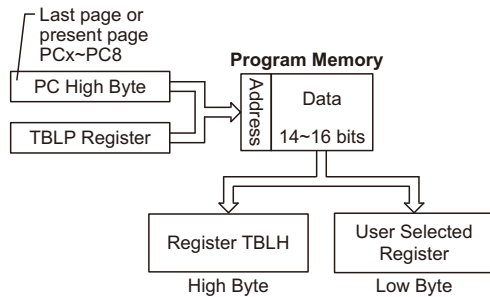 Last page or
present page
PCx~PC8
Program Memory
PC High Byte
TBLP Register
Address
Data
14~16 bits
Register TBLH
User Selected
Register
High Byte
Low Byte